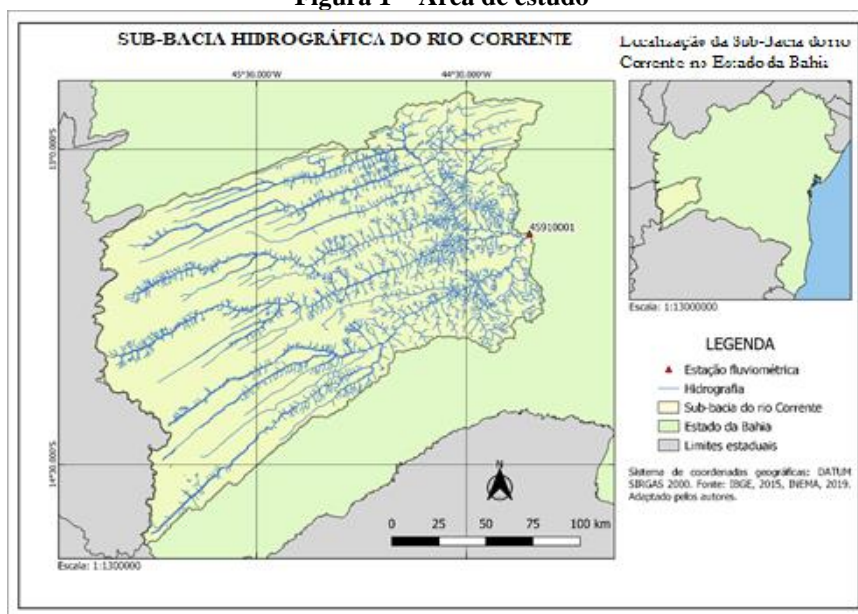 Figura 1 – Área de estudo
SUB-BACIA HIDROGRÁFICA DO RIO CORRENTE
Localização da Sub-Bacia do rio
Corrente no Estado da Bahia
45°30.000'W
44°30.000'W
13°0.000'S
14°30.000'S
45910001
N
0 25 50 75 100 km
Escala: 1:1300000
Escala: 1:13000000
LEGENDA
Estação fluviométrica
Hidrografia
Sub-bacia do rio Corrente
Estado da Bahia
Limites estaduais
Sistema de coordenadas geográficas: DATUM
SIRGAS 2000. Fonte: IBGE, 2015, INEMA, 2019.
Adaptado pelos autores.